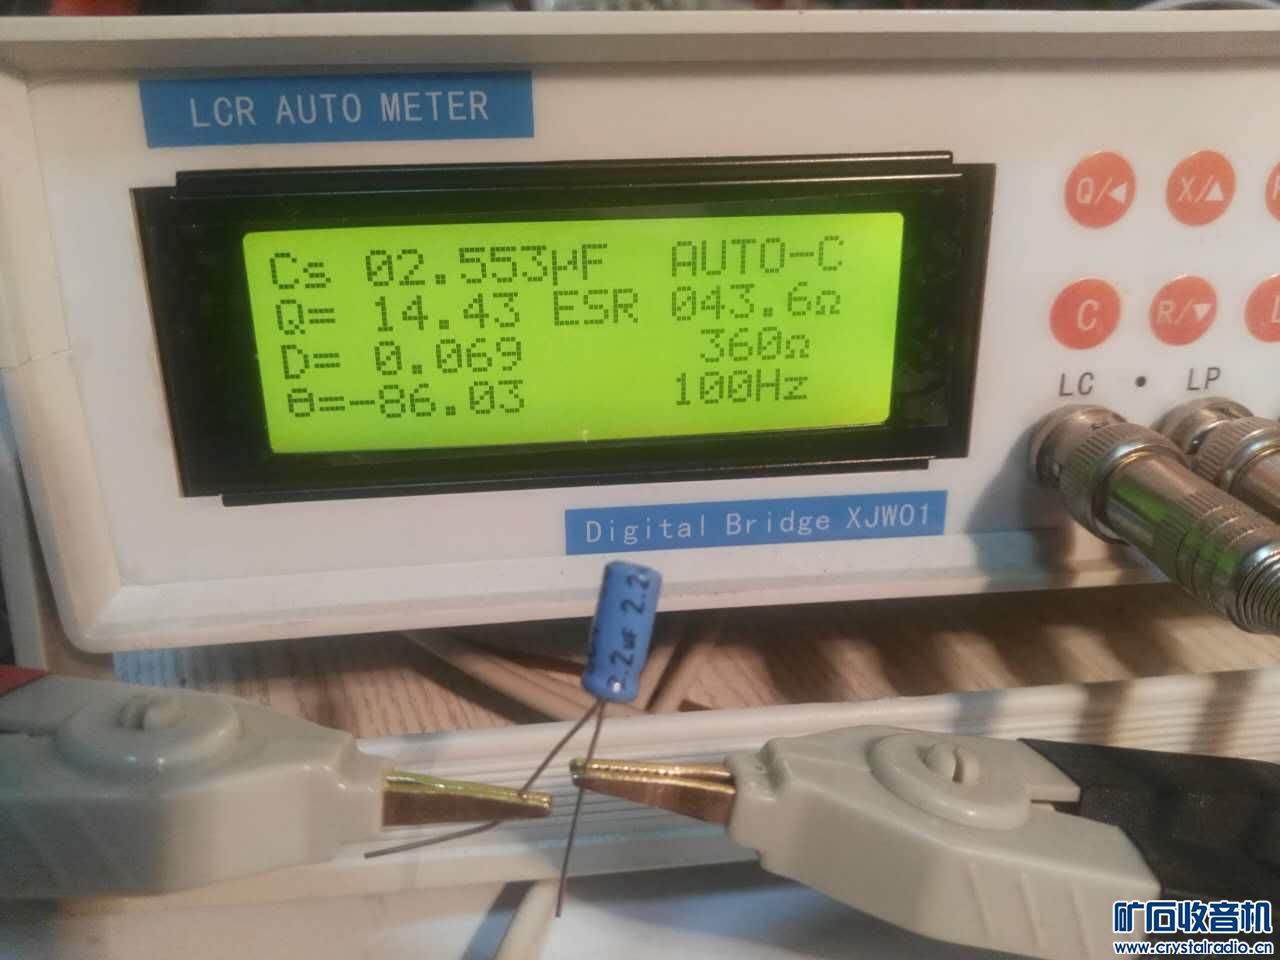 LCR AUTO METER
Cs 02.553μF AUTO-C
Q= 14.43 ESR 043.6Ω
D= 0.069 360Ω
θ=-86.03 100Hz
Q/◀ X/▲
C R/▼
LC • LP
Digital Bridge XJW01
2.2uF 2.2
矿石收音机
www.crystalradio.cn